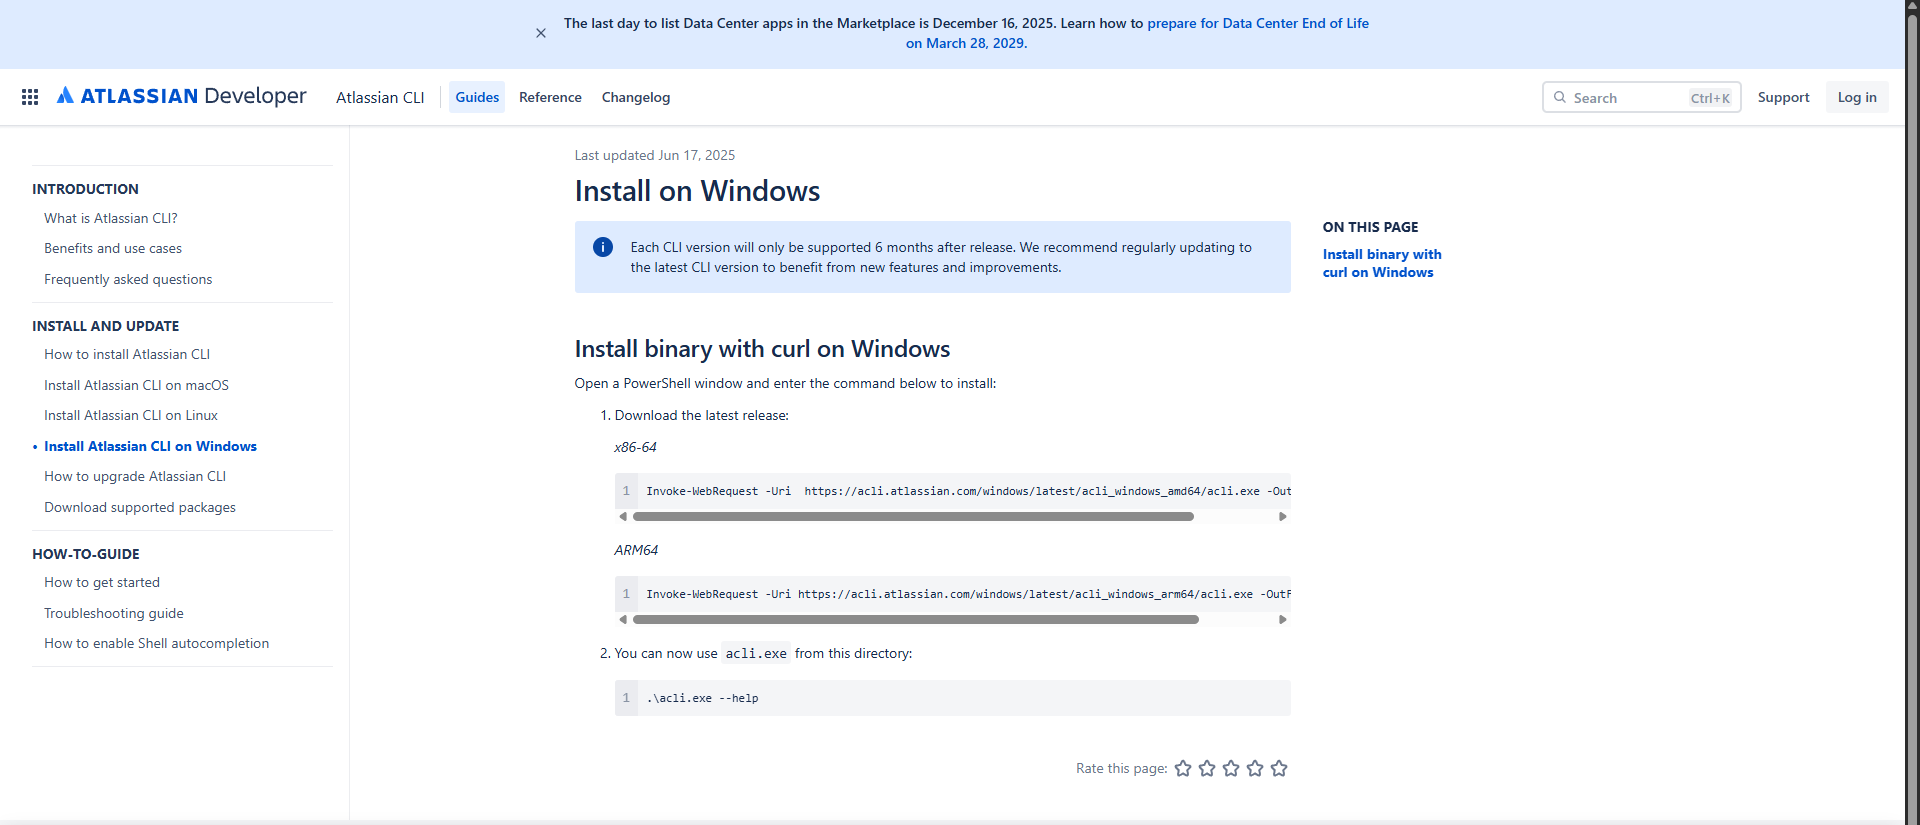 The last day to list Data Center apps in the Marketplace is December 16, 2025. Learn how to prepare for Data Center End of Life
on March 28, 2029.
ATLASSIAN Developer
Atlassian CLI
Guides
Reference
Changelog
Search
Ctrl+K
Support
Log in
INTRODUCTION
What is Atlassian CLI?
Benefits and use cases
Frequently asked questions
INSTALL AND UPDATE
How to install Atlassian CLI
Install Atlassian CLI on macOS
Install Atlassian CLI on Linux
• Install Atlassian CLI on Windows
How to upgrade Atlassian CLI
Download supported packages
HOW-TO-GUIDE
How to get started
Troubleshooting guide
How to enable Shell autocompletion
Last updated Jun 17, 2025
Install on Windows
Each CLI version will only be supported 6 months after release. We recommend regularly updating to
the latest CLI version to benefit from new features and improvements.
Install binary with curl on Windows
Open a PowerShell window and enter the command below to install:
1. Download the latest release:
x86-64
1 Invoke-WebRequest -Uri  https://acli.atlassian.com/windows/latest/acli_windows_amd64/acli.exe -Out
ARM64
1 Invoke-WebRequest -Uri https://acli.atlassian.com/windows/latest/acli_windows_arm64/acli.exe -OutF
2. You can now use acli.exe from this directory:
1 .\acli.exe --help
Rate this page:
ON THIS PAGE
Install binary with
curl on Windows